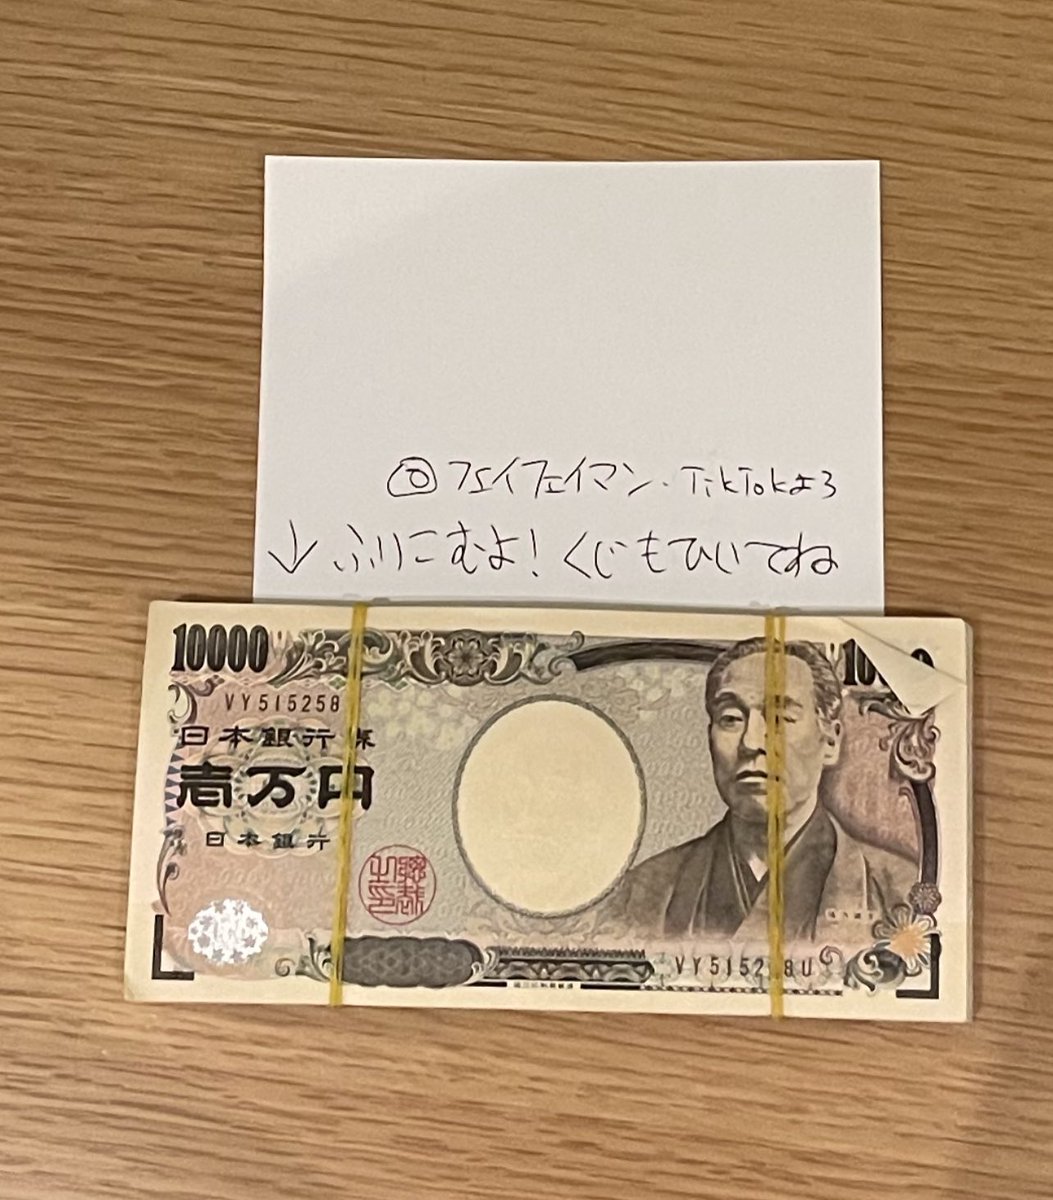 ㋺フェイフェイマン.TikTokより
↓ふりこむよ!くじもひいてね
10000
VY515258
日本銀行券
壱万円
日本銀行
VY515258U